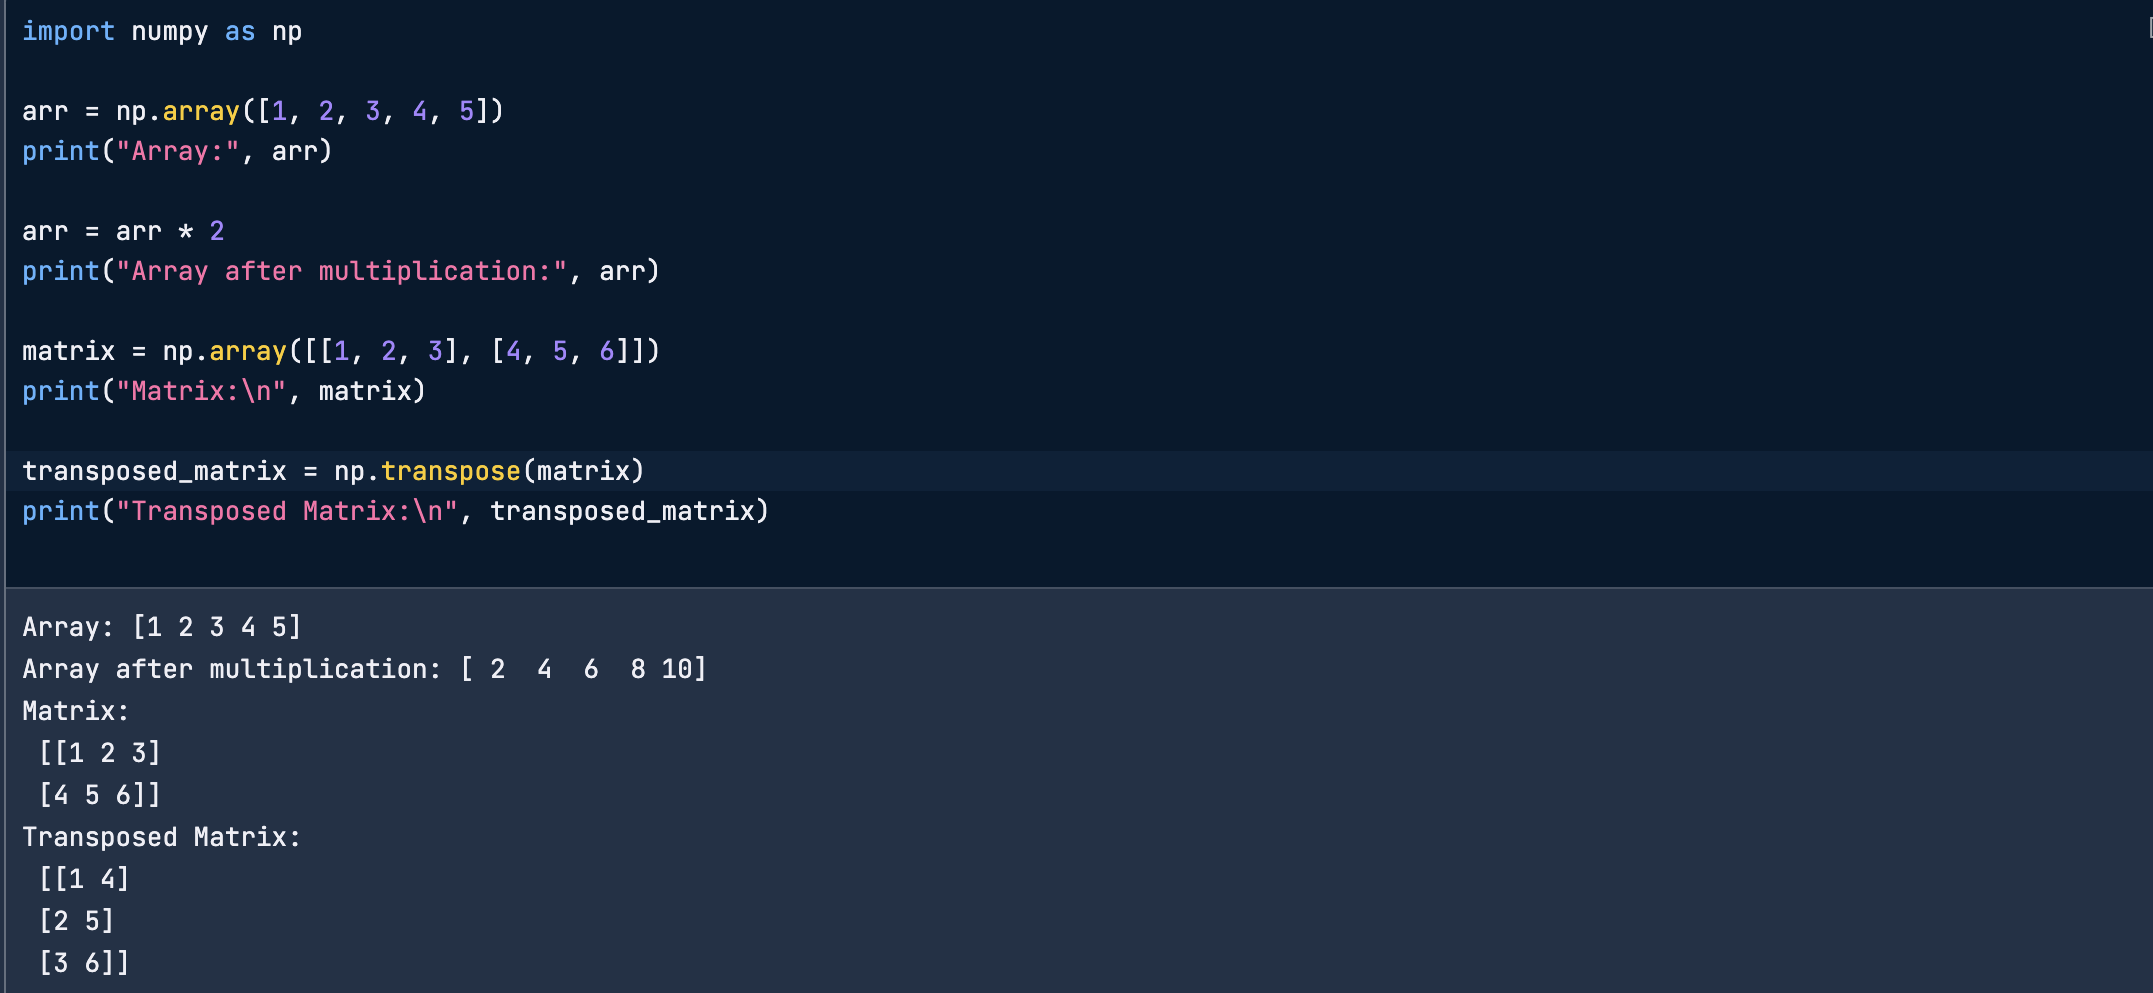 import numpy as np
arr = np.array([1, 2, 3, 4, 5])
print("Array:", arr)
arr = arr * 2
print("Array after multiplication:", arr)
matrix = np.array([[1, 2, 3], [4, 5, 6]])
print("Matrix:\n", matrix)
transposed_matrix = np.transpose(matrix)
print("Transposed Matrix:\n", transposed_matrix)
Array: [1 2 3 4 5]
Array after multiplication: [ 2  4  6  8 10]
Matrix:
 [[1 2 3]
 [4 5 6]]
Transposed Matrix:
 [[1 4]
 [2 5]
 [3 6]]